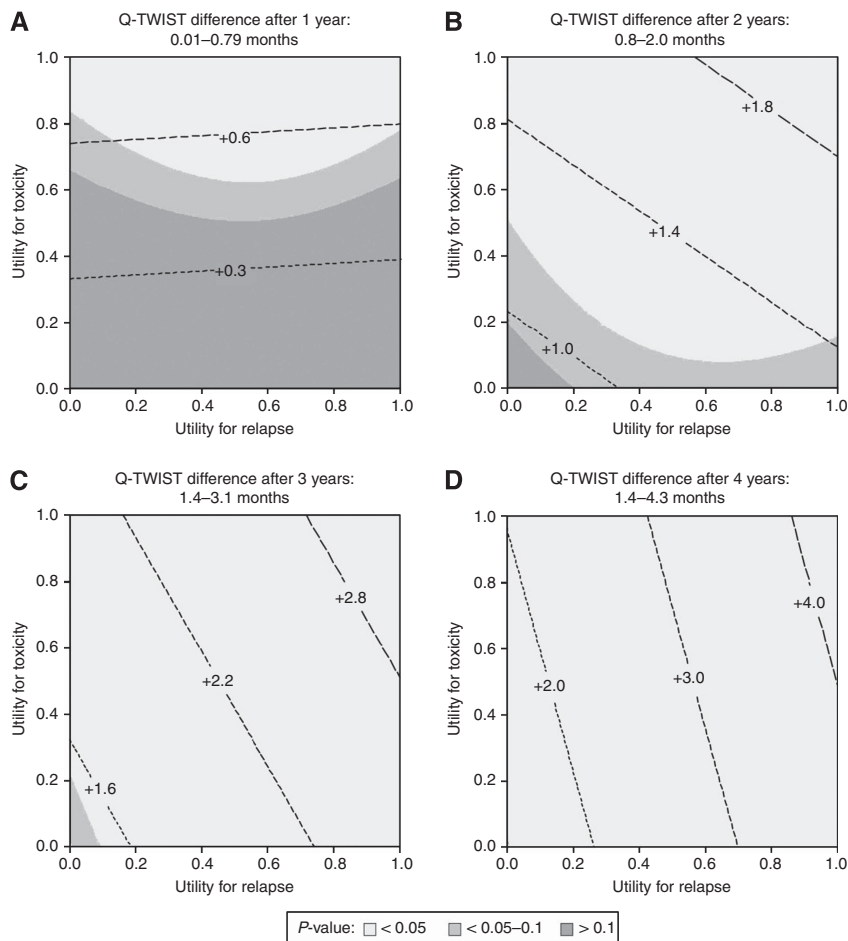 A
Q-TWIST difference after 1 year:
0.01–0.79 months
1.0
0.8
0.6
0.4
0.2
0.0
Utility for toxicity
+0.6
+0.3
0.0 0.2 0.4 0.6 0.8 1.0
Utility for relapse
B
Q-TWIST difference after 2 years:
0.8–2.0 months
1.0
0.8
0.6
0.4
0.2
0.0
Utility for toxicity
+1.8
+1.4
+1.0
0.0 0.2 0.4 0.6 0.8 1.0
Utility for relapse
C
Q-TWIST difference after 3 years:
1.4–3.1 months
1.0
0.8
0.6
0.4
0.2
0.0
Utility for toxicity
+2.8
+2.2
+1.6
0.0 0.2 0.4 0.6 0.8 1.0
Utility for relapse
D
Q-TWIST difference after 4 years:
1.4–4.3 months
1.0
0.8
0.6
0.4
0.2
0.0
Utility for toxicity
+4.0
+3.0
+2.0
0.0 0.2 0.4 0.6 0.8 1.0
Utility for relapse
P-value: < 0.05 < 0.05–0.1 > 0.1